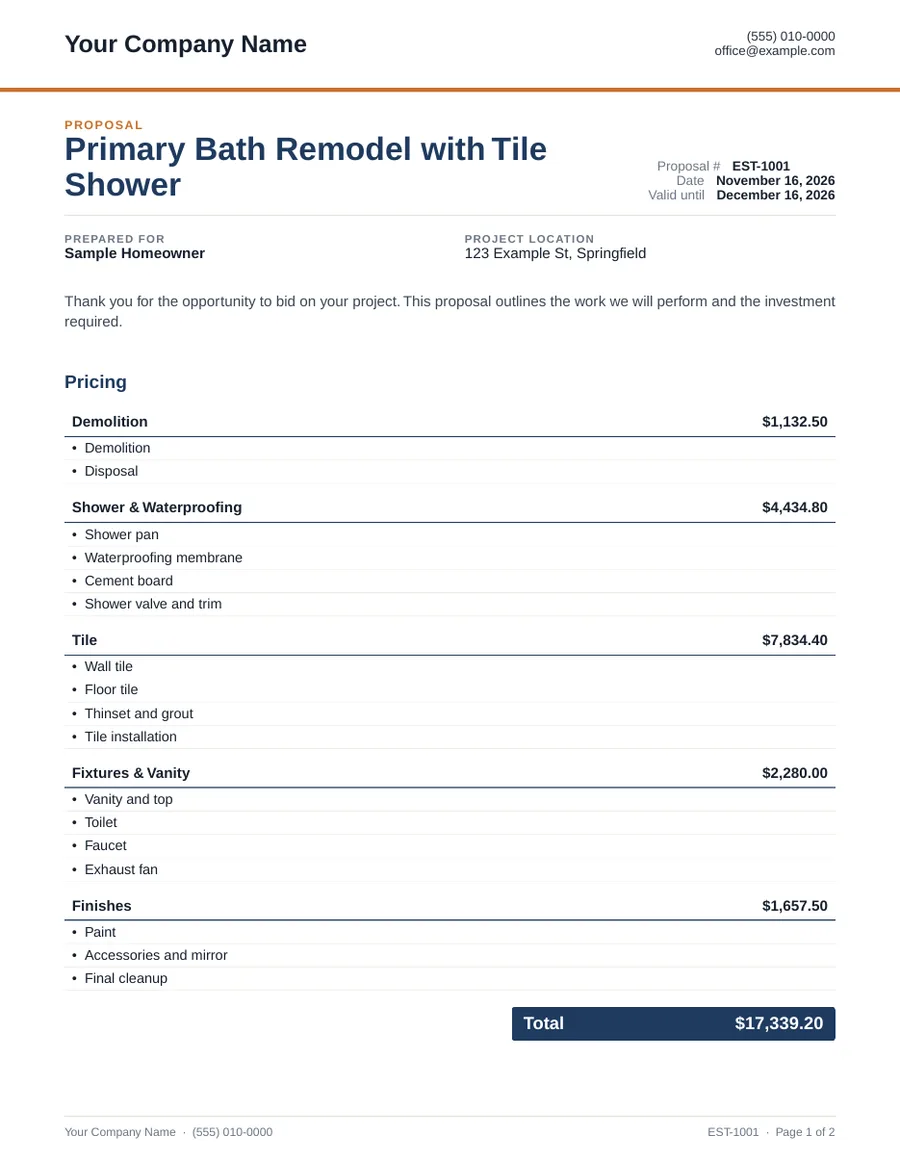 Your Company Name
(555) 010-0000
office@example.com
PROPOSAL
Primary Bath Remodel with Tile
Shower
Proposal # EST-1001
Date November 16, 2026
Valid until December 16, 2026
PREPARED FOR
Sample Homeowner
PROJECT LOCATION
123 Example St, Springfield
Thank you for the opportunity to bid on your project. This proposal outlines the work we will perform and the investment
required.
Pricing
Demolition $1,132.50
• Demolition
• Disposal
Shower & Waterproofing $4,434.80
• Shower pan
• Waterproofing membrane
• Cement board
• Shower valve and trim
Tile $7,834.40
• Wall tile
• Floor tile
• Thinset and grout
• Tile installation
Fixtures & Vanity $2,280.00
• Vanity and top
• Toilet
• Faucet
• Exhaust fan
Finishes $1,657.50
• Paint
• Accessories and mirror
• Final cleanup
Total $17,339.20
Your Company Name · (555) 010-0000
EST-1001 · Page 1 of 2